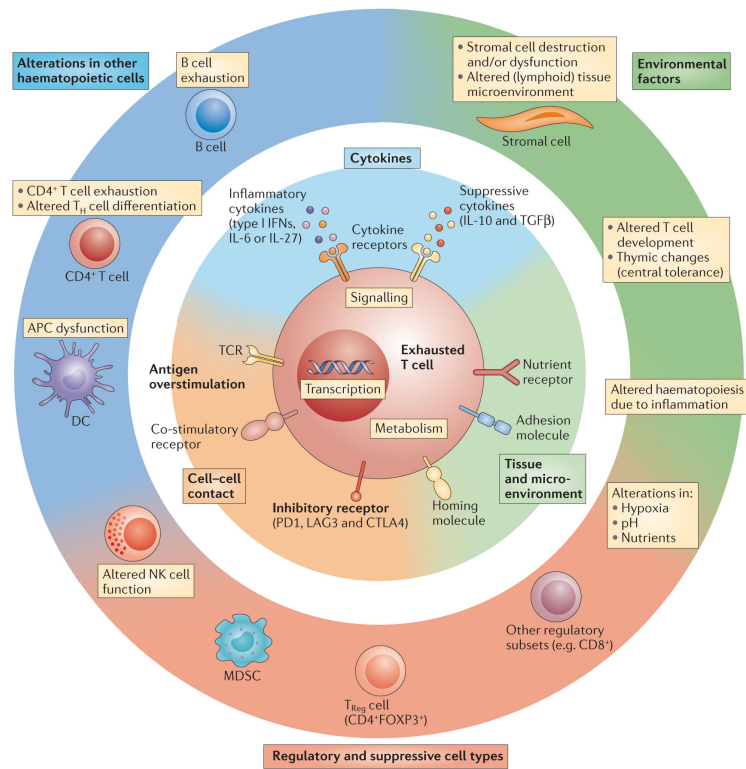 Alterations in other
haematopoietic cells
B cell
exhaustion
B cell
• Stromal cell destruction
and/or dysfunction
• Altered (lymphoid) tissue
microenvironment
Stromal cell
Environmental
factors
Cytokines
• CD4⁺ T cell exhaustion
• Altered T_H cell differentiation
CD4⁺ T cell
Inflammatory
cytokines
(type I IFNs,
IL-6 or IL-27)
Cytokine
receptors
Suppressive
cytokines
(IL-10 and TGFβ)
• Altered T cell
development
• Thymic changes
(central tolerance)
Signalling
APC dysfunction
DC
TCR
Antigen
overstimulation
Transcription
Exhausted
T cell
Nutrient
receptor
Altered haematopoiesis
due to inflammation
Co-stimulatory
receptor
Metabolism
Adhesion
molecule
Cell–cell
contact
Inhibitory receptor
(PD1, LAG3 and CTLA4)
Homing
molecule
Tissue
and micro-
environment
Alterations in:
• Hypoxia
• pH
• Nutrients
Altered NK cell
function
MDSC
T_Reg cell
(CD4⁺FOXP3⁺)
Other regulatory
subsets (e.g. CD8⁺)
Regulatory and suppressive cell types